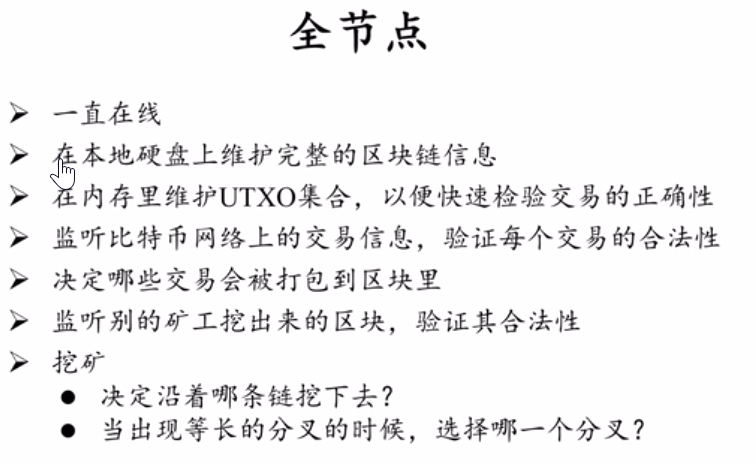 全节点
一直在线
在本地硬盘上维护完整的区块链信息
在内存里维护UTXO集合，以便快速检验交易的正确性
监听比特币网络上的交易信息，验证每个交易的合法性
决定哪些交易会被打包到区块里
监听别的矿工挖出来的区块，验证其合法性
挖矿
决定沿着哪条链挖下去？
当出现等长的分叉的时候，选择哪一个分叉？